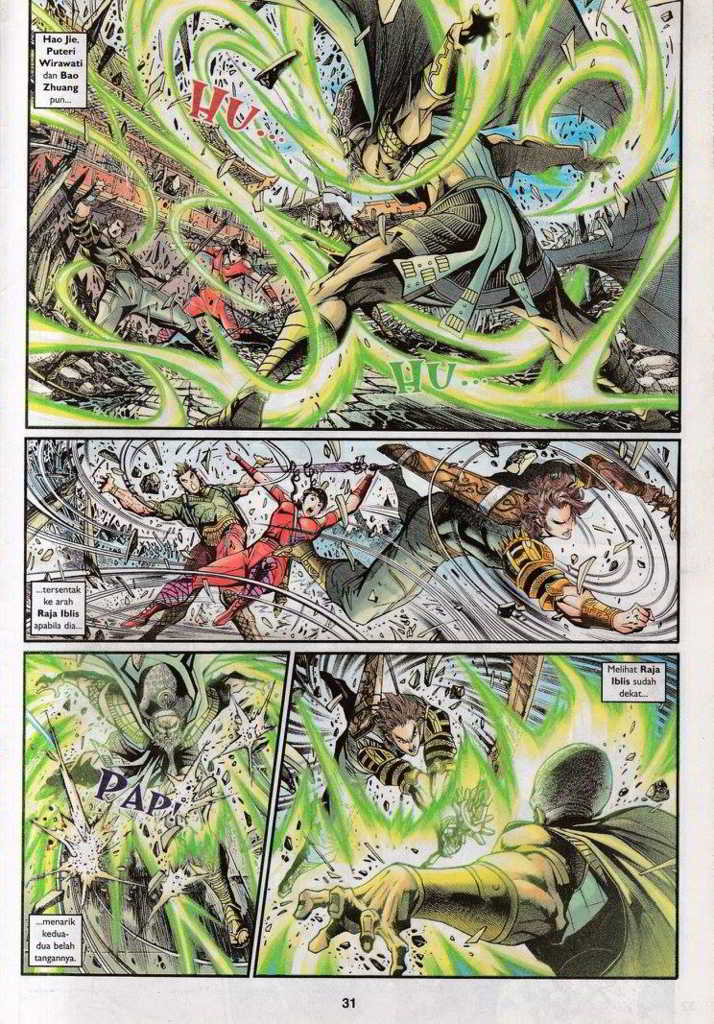 Hao Jie,
Puteri
Wirawati
dan Bao
Zhuang
pun...
HU...
HU...
...tersentak
ke arah
Raja Iblis
apabila dia...
PAP!
...menarik
kedua-
dua belah
tangannya.
Melihat Raja
Iblis sudah
dekat...
31